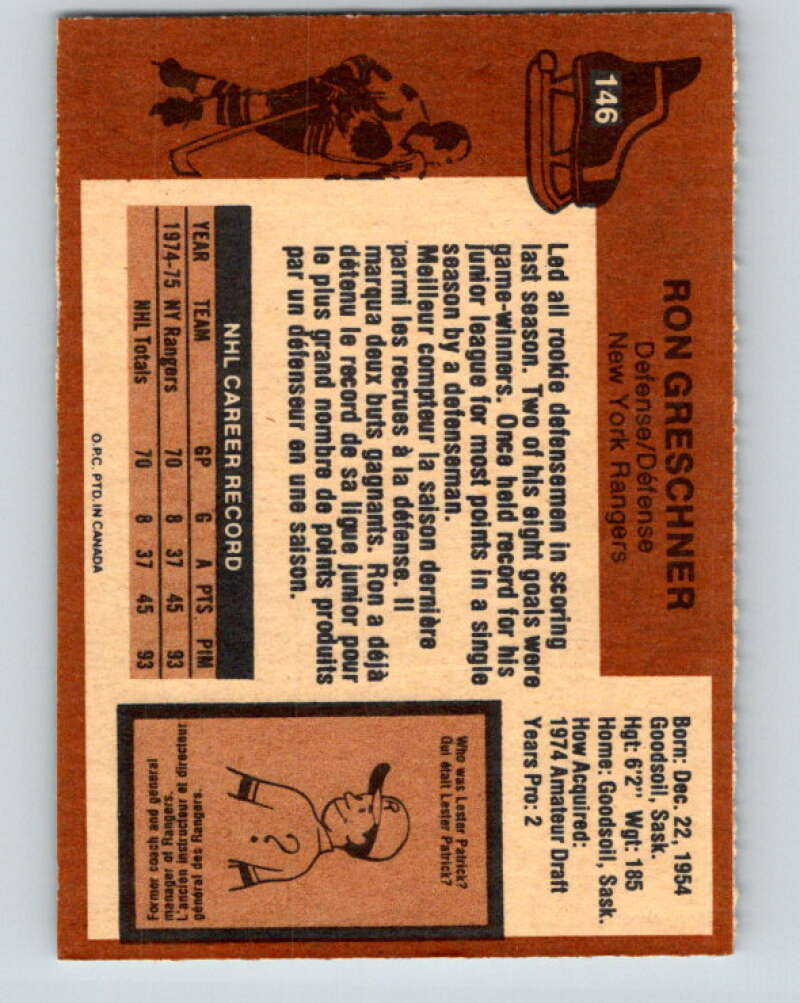 146
RON GRESCHNER
Defense/Défense
New York Rangers
Born: Dec. 22, 1954
Goodsoil, Sask.
Hgt: 6'2" Wgt: 185
Home: Goodsoil, Sask.
How Acquired:
1974 Amateur Draft
Years Pro: 2
Led all rookie defensemen in scoring
last season. Two of his eight goals were
game-winners. Once held record for his
junior league for most points in a single
season by a defenseman.
Meilleur compteur la saison dernière
parmi les recrues à la défense. Il
marqua deux buts gagnants. Ron a déjà
détenu le record de sa ligue junior pour
le plus grand nombre de points produits
par un défenseur en une saison.
NHL CAREER RECORD
YEAR TEAM GP G A PTS PIM
1974-75 NY Rangers 70 8 37 45 93
NHL Totals 70 8 37 45 93
Who was Lester Patrick?
Qui était Lester Patrick?
?
Former coach and general
manager of Rangers.
L'ancien instructeur et directeur
général des Rangers.
O.P.C. PTD. IN CANADA